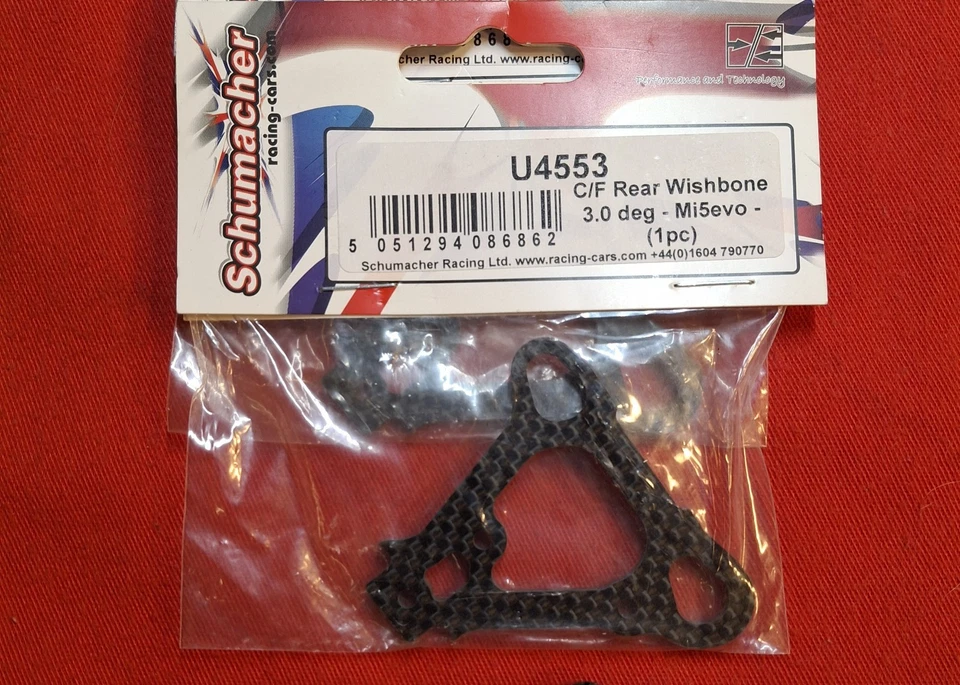 868
cher Racing Ltd. www.racing-c
Performance and Technology
Schumacher
racing-cars.com
U4553
C/F Rear Wishbone
3.0 deg - Mi5evo -
(1pc)
5 051294 086862
Schumacher Racing Ltd. www.racing-cars.com +44(0)1604 790770